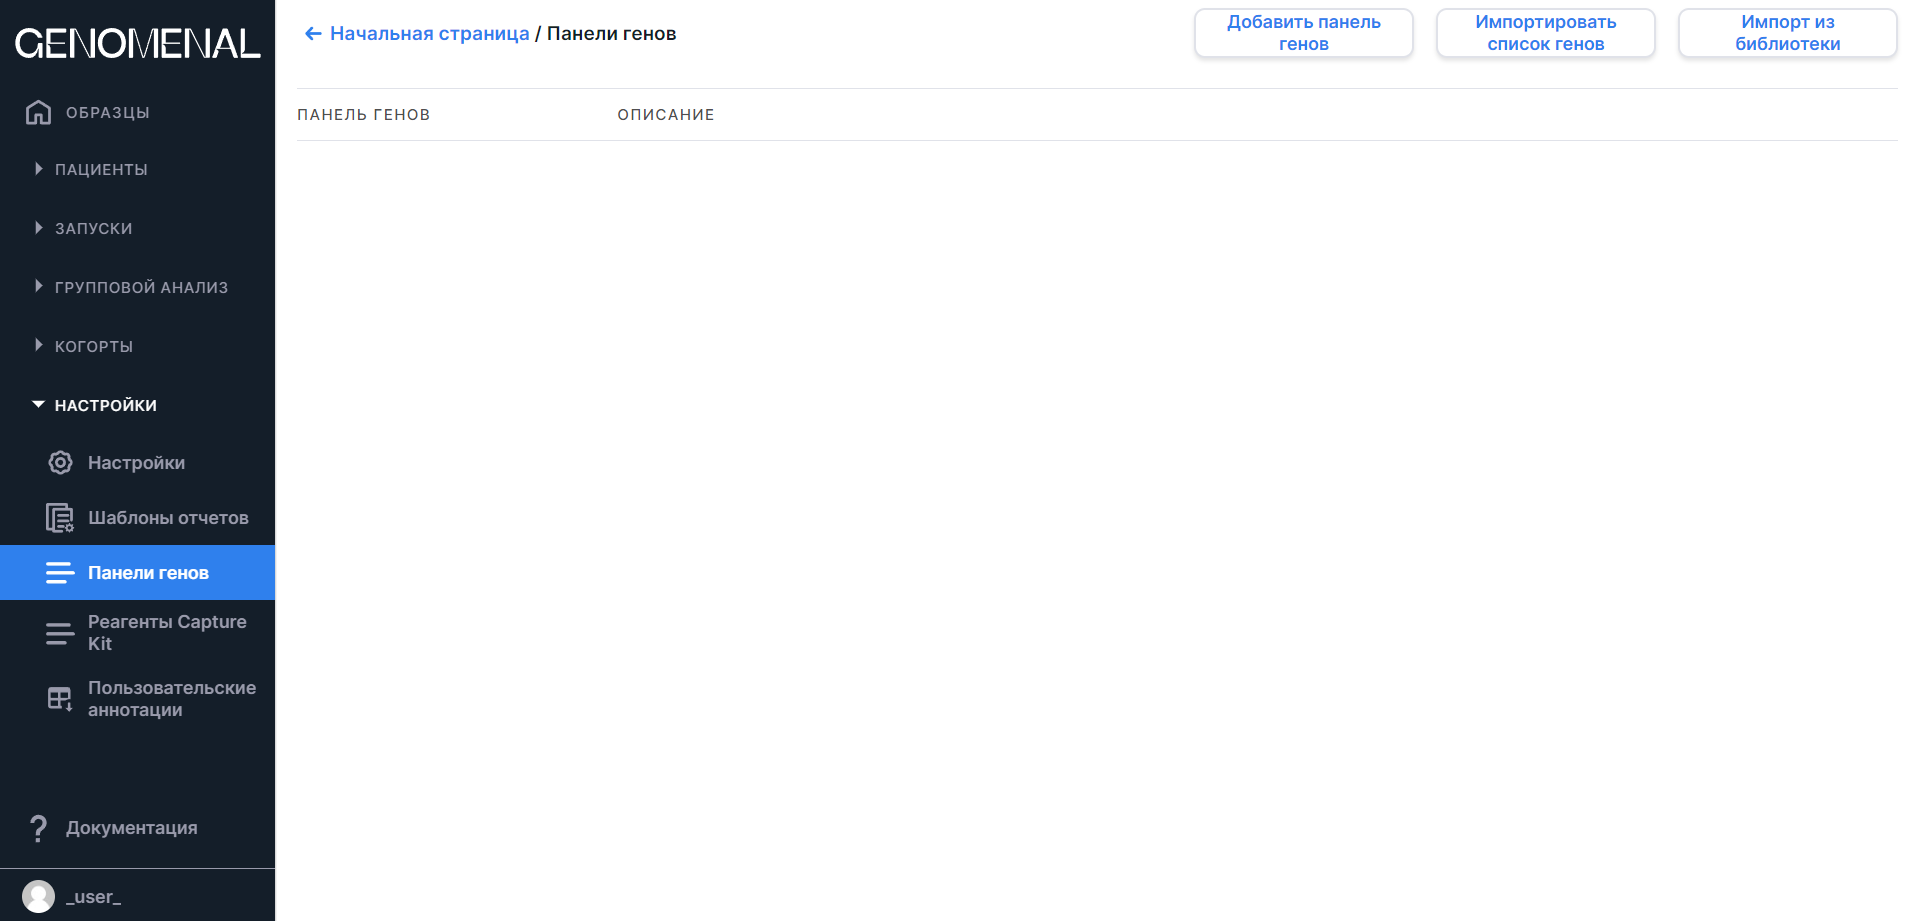 GENOMENAL
ОБРАЗЦЫ
ПАЦИЕНТЫ
ЗАПУСКИ
ГРУППОВОЙ АНАЛИЗ
КОГОРТЫ
НАСТРОЙКИ
Настройки
Шаблоны отчетов
Панели генов
Реагенты Capture
Kit
Пользовательские
аннотации
Документация
_user_
← Начальная страница / Панели генов
Добавить панель
генов
Импортировать
список генов
Импорт из
библиотеки
ПАНЕЛЬ ГЕНОВ ОПИСАНИЕ